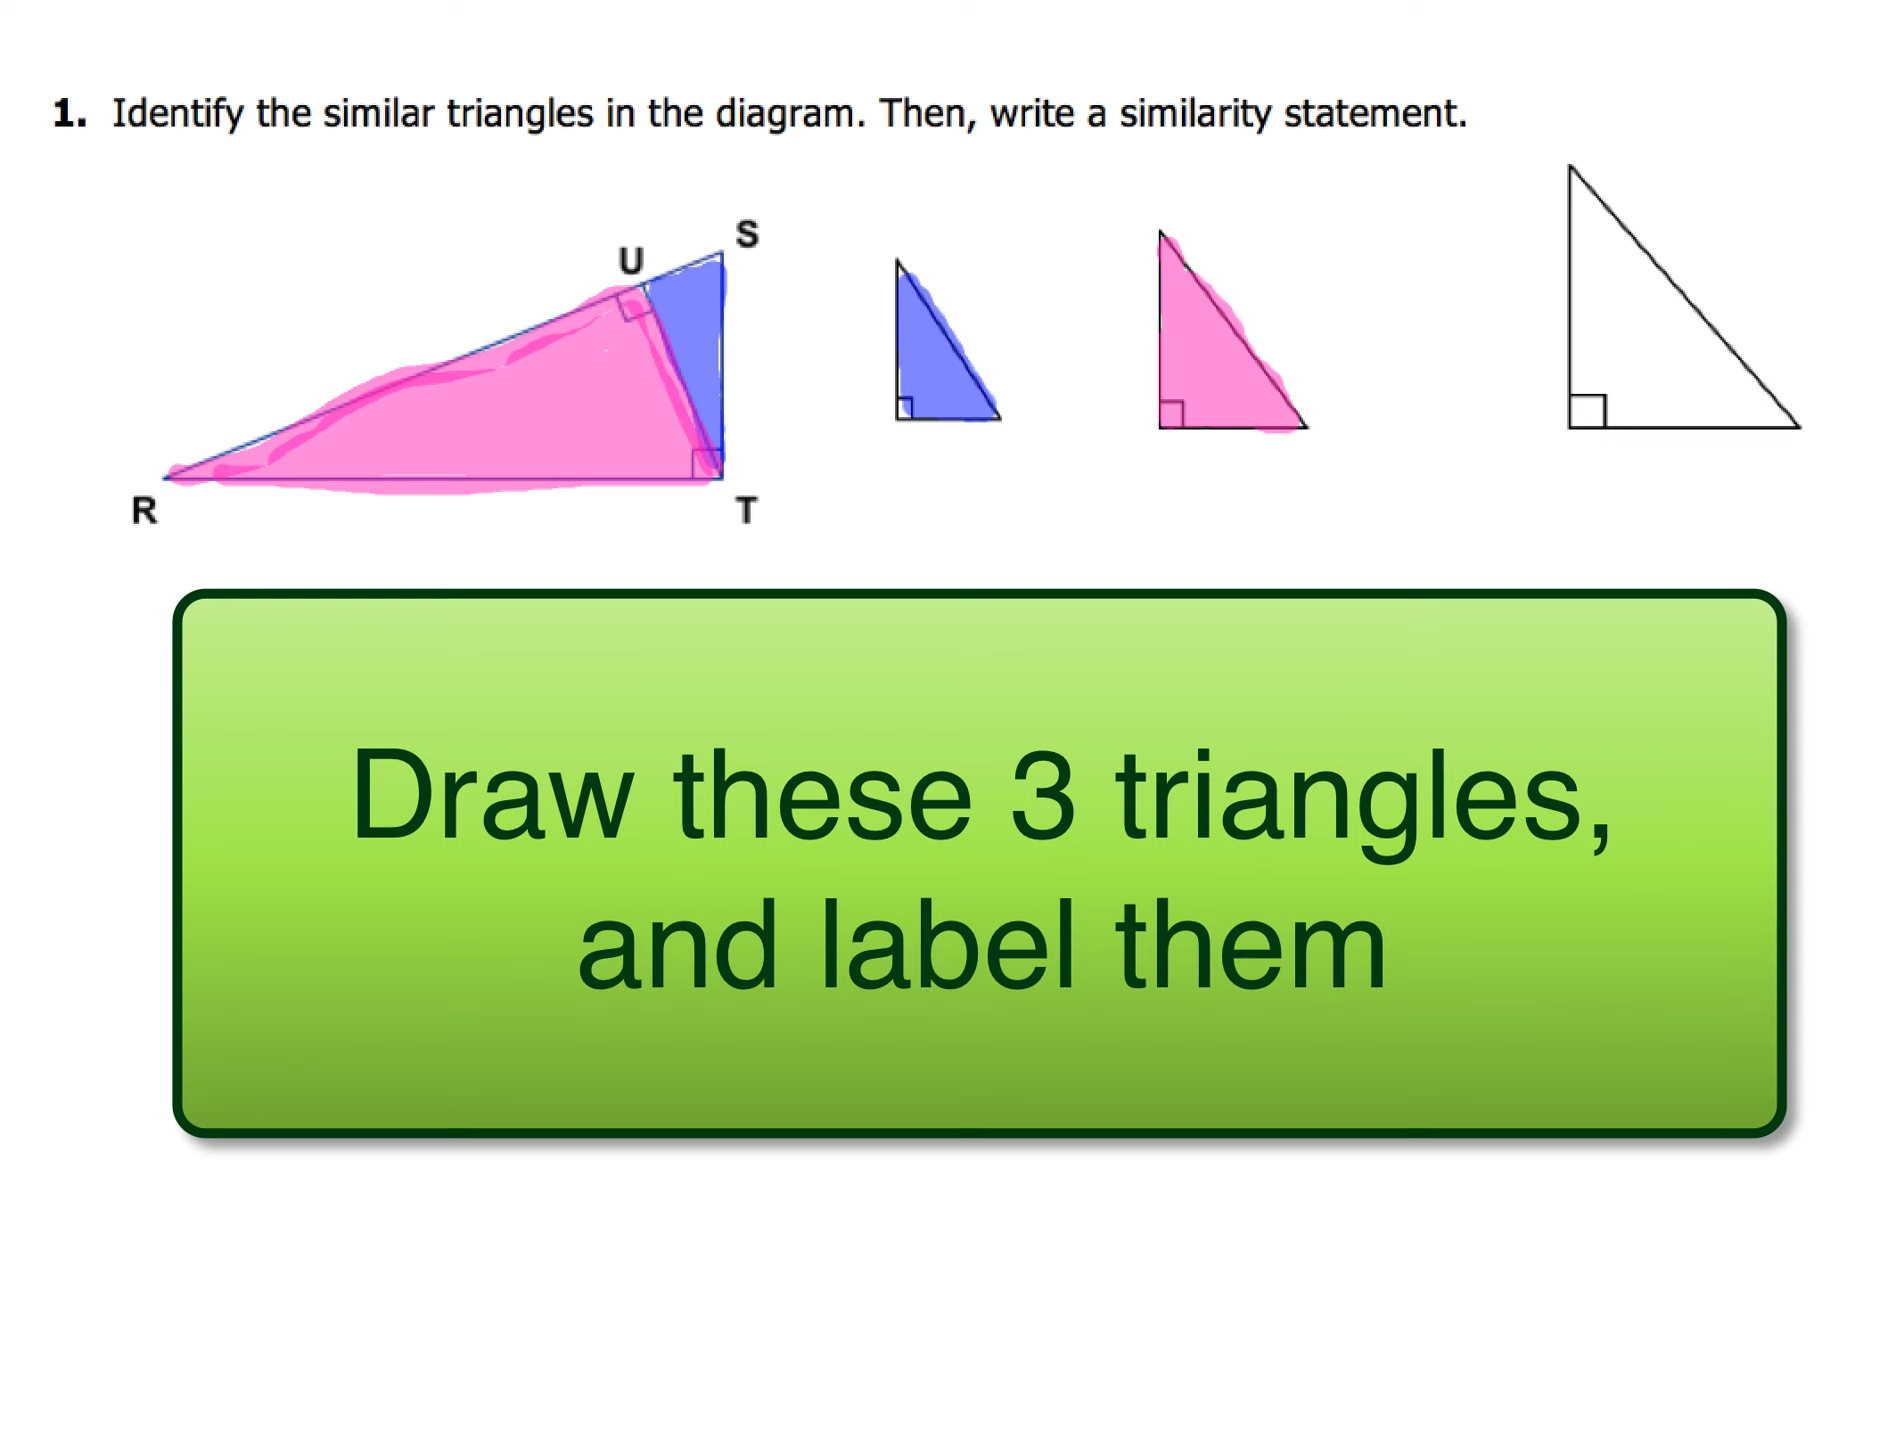 1. Identify the similar triangles in the diagram. Then, write a similarity statement.
S
U
R
T
Draw these 3 triangles,
and label them